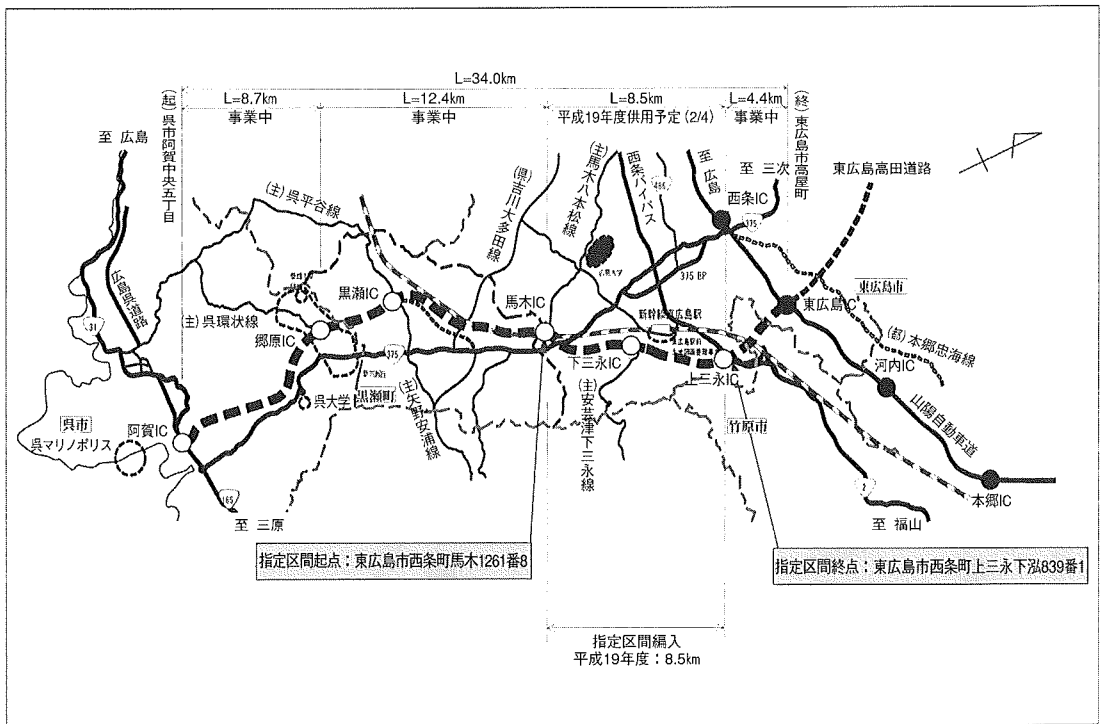 L=34.0km
L=8.7km
L=12.4km
L=8.5km
L=4.4km
事業中
事業中
平成19年度供用予定(2/4)
事業中
(起)呉市阿賀中央五丁目
(終)東広島市高屋町
至 広島
広島呉道路
31
(主)呉平谷線
(主)呉環状線
黒瀬IC
郷原IC
375
呉大学
黒瀬町
(主)矢野安浦線
呉市
呉マリノポリス
阿賀IC
185
至 三原
(県)吉川大多田線
(主)馬木八本松線
馬木IC
西条バイパス
486
375 BP
至 広島
至 三次
西条IC
375
東広島高田道路
東広島市
東広島IC
(都)本郷忠海線
河内IC
山陽自動車道
本郷IC
新幹線東広島駅
下三永IC
上三永IC
(主)安芸津下三永線
竹原市
2
至 福山
指定区間起点：東広島市西条町馬木1261番8
指定区間終点：東広島市西条町上三永下泓839番1
指定区間編入
平成19年度：8.5km